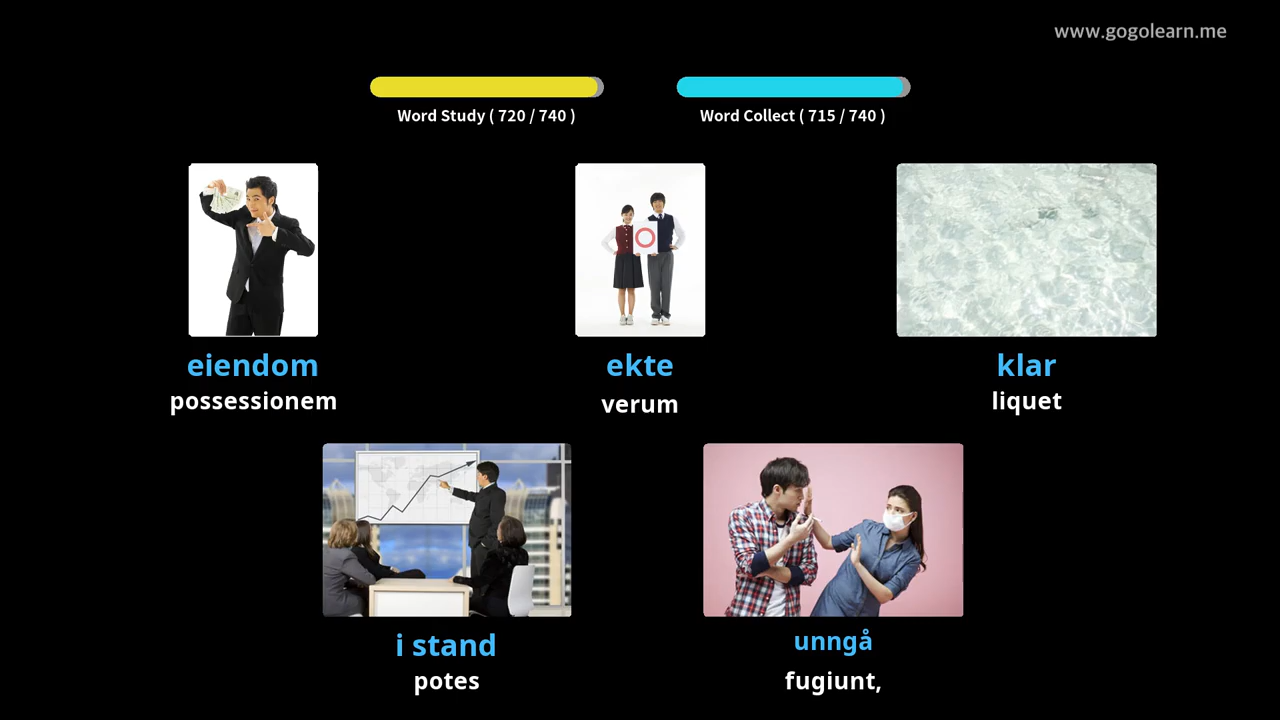 www.gogolearn.me
Word Study ( 720 / 740 )
Word Collect ( 715 / 740 )
eiendom
possessionem
ekte
verum
klar
liquet
i stand
potes
unngå
fugiunt,